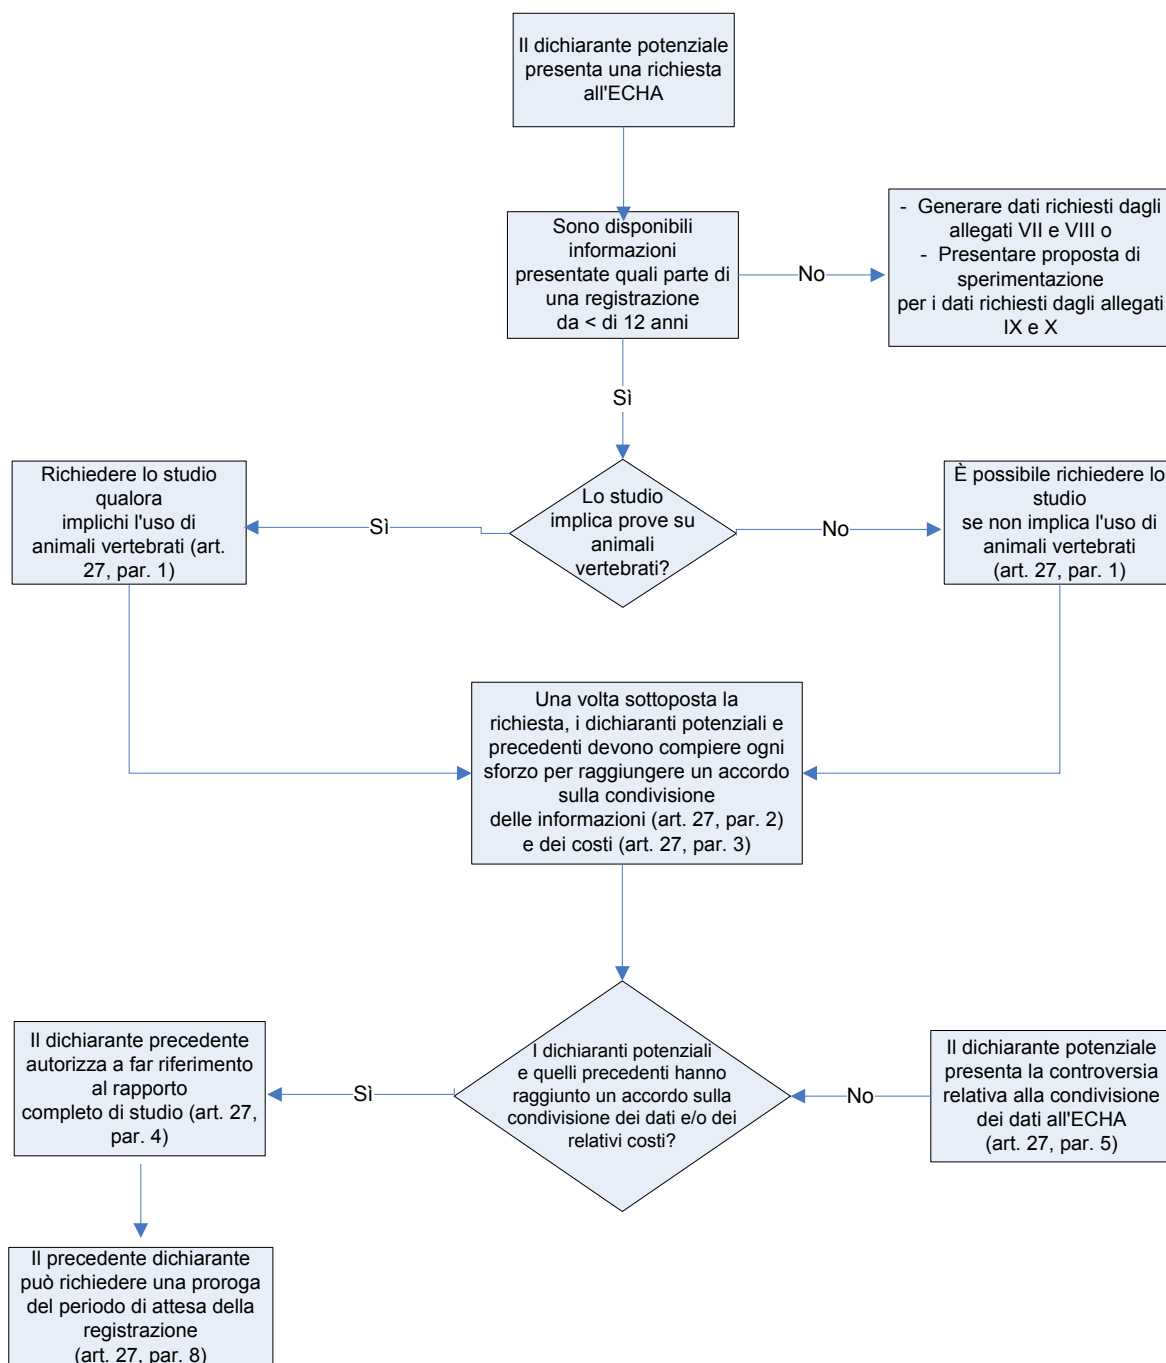 Il dichiarante potenziale
presenta una richiesta
all'ECHA
Sono disponibili
informazioni
presentate quali parte di
una registrazione
da < di 12 anni
No
- Generare dati richiesti dagli
allegati VII e VIII o
- Presentare proposta di
sperimentazione
per i dati richiesti dagli allegati
IX e X
Sì
Lo studio
implica prove su
animali
vertebrati?
Sì
Richiedere lo studio
qualora
implichi l'uso di
animali vertebrati (art.
27, par. 1)
No
È possibile richiedere lo
studio
se non implica l'uso di
animali vertebrati
(art. 27, par. 1)
Una volta sottoposta la
richiesta, i dichiaranti potenziali e
precedenti devono compiere ogni
sforzo per raggiungere un accordo
sulla condivisione
delle informazioni (art. 27, par. 2)
e dei costi (art. 27, par. 3)
I dichiaranti potenziali
e quelli precedenti hanno
raggiunto un accordo sulla
condivisione dei dati e/o dei
relativi costi?
Sì
Il dichiarante precedente
autorizza a far riferimento
al rapporto
completo di studio (art. 27,
par. 4)
No
Il dichiarante potenziale
presenta la controversia
relativa alla condivisione
dei dati all'ECHA
(art. 27, par. 5)
Il precedente dichiarante
può richiedere una proroga
del periodo di attesa della
registrazione
(art. 27, par. 8)